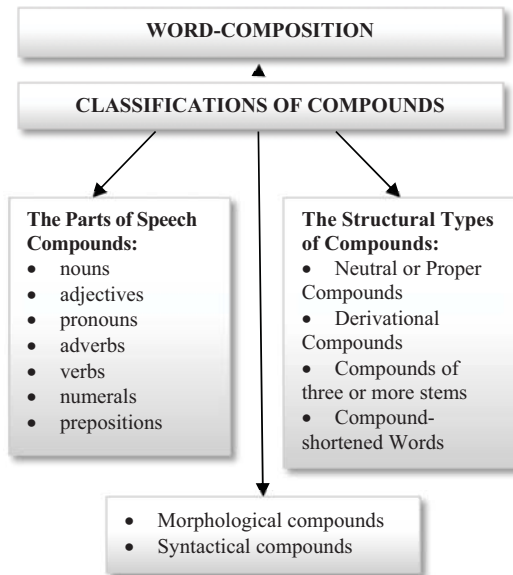 WORD-COMPOSITION
CLASSIFICATIONS OF COMPOUNDS
The Parts of Speech
Compounds:
• nouns
• adjectives
• pronouns
• adverbs
• verbs
• numerals
• prepositions
The Structural Types
of Compounds:
• Neutral or Proper
Compounds
• Derivational
Compounds
• Compounds of
three or more stems
• Compound-
shortened Words
• Morphological compounds
• Syntactical compounds